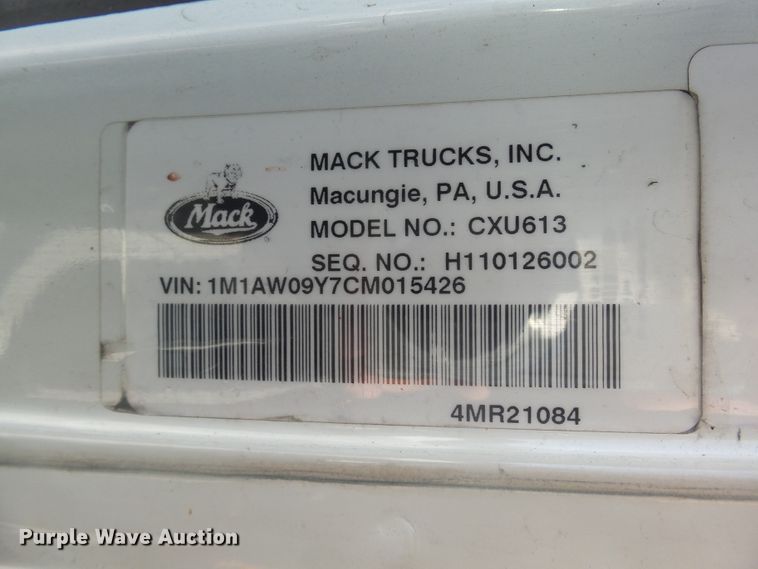 MACK TRUCKS, INC.
Macungie, PA, U.S.A.
MODEL NO.: CXU613
SEQ. NO.: H110126002
Mack
VIN: 1M1AW09Y7CM015426
4MR21084
Purple Wave Auction